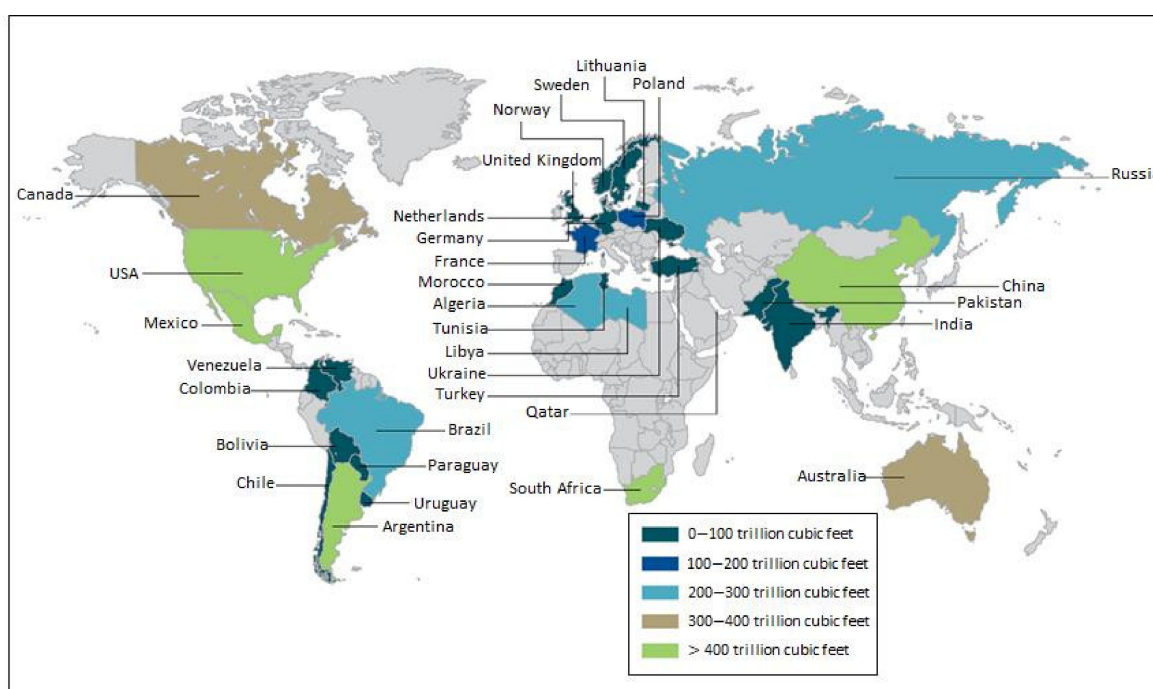 Lithuania
Sweden
Poland
Norway
United Kingdom
Russia
Canada
Netherlands
Germany
France
USA
Morocco
China
Algeria
Pakistan
Mexico
Tunisia
India
Libya
Venezuela
Ukraine
Colombia
Turkey
Qatar
Brazil
Bolivia
Paraguay
Australia
Chile
South Africa
Uruguay
Argentina
0−100 trillion cubic feet
100−200 trillion cubic feet
200−300 trillion cubic feet
300−400 trillion cubic feet
> 400 trillion cubic feet